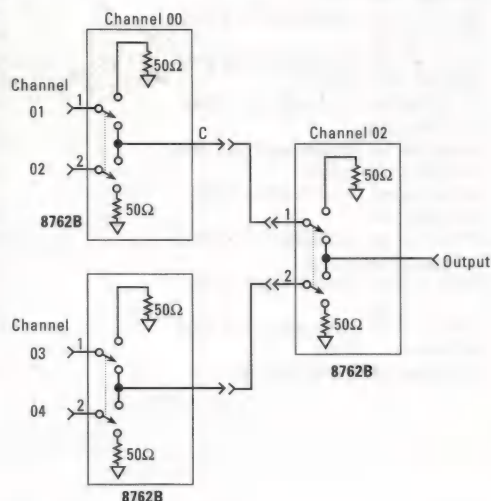 Channel 00
50Ω
Channel
01
1
C
02
2
50Ω
8762B
Channel 02
50Ω
1
2
Output
50Ω
8762B
50Ω
Channel
03
1
04
2
50Ω
8762B